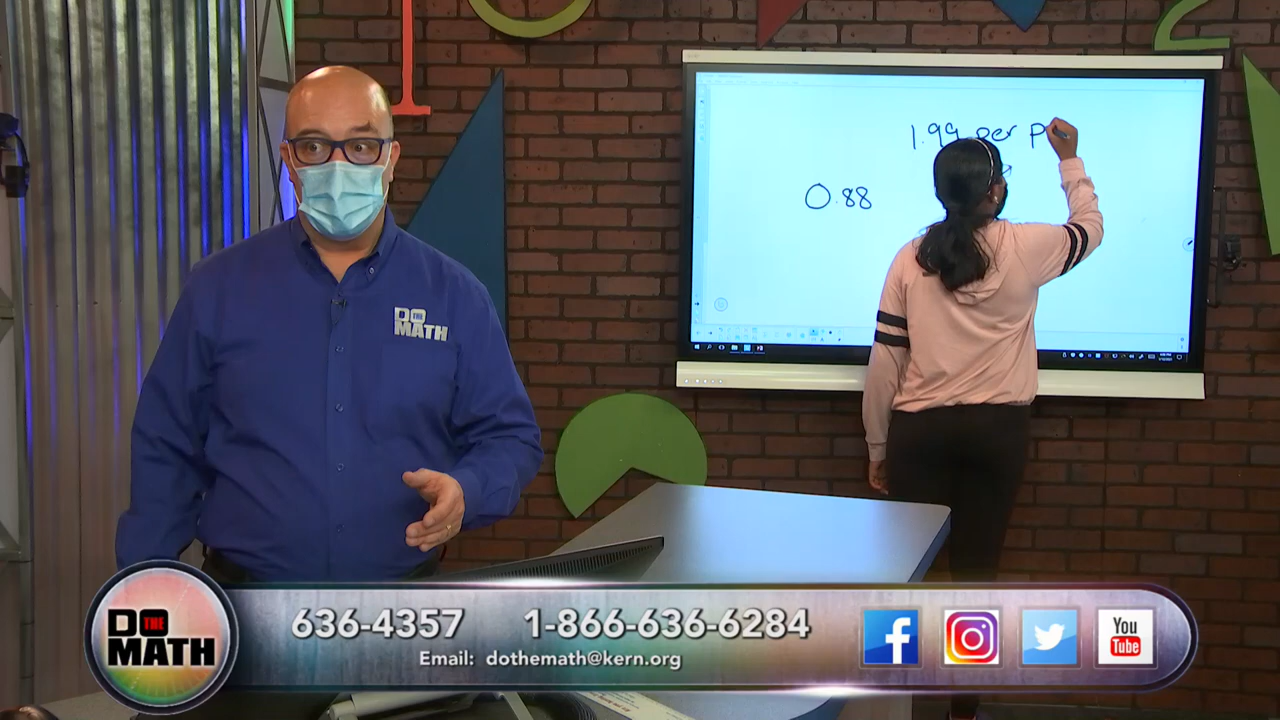 1.99 per p
0.88
DO THE MATH
636-4357 1-866-636-6284
Email: dothemath@kern.org
DO THE MATH
You Tube